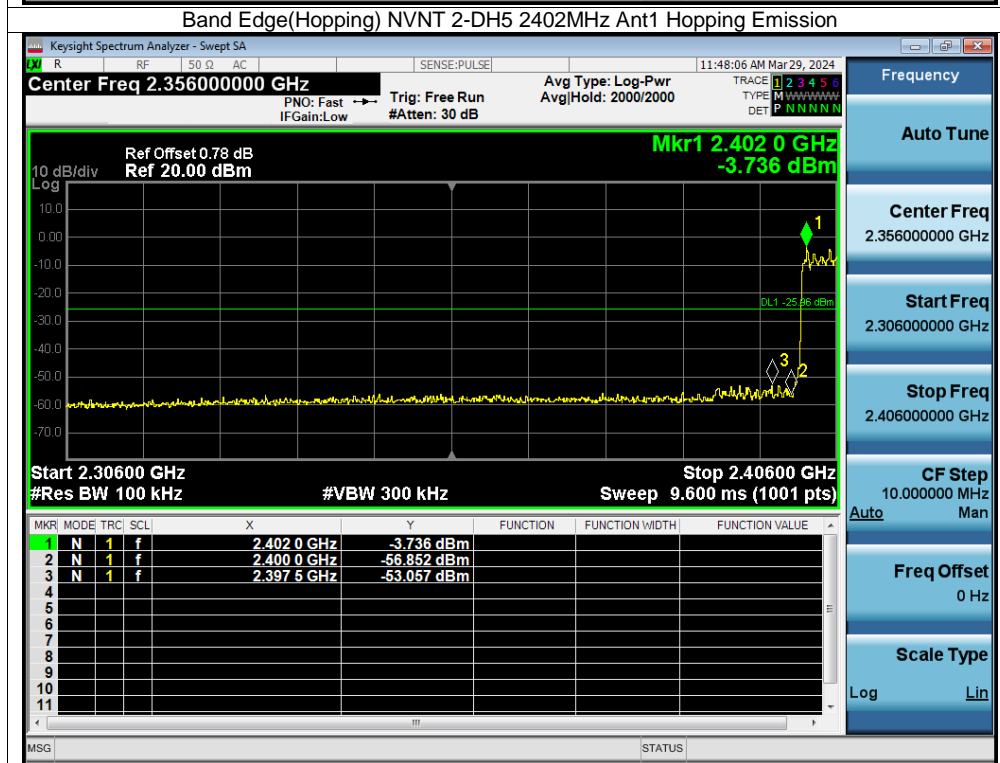 Band Edge(Hopping) NVNT 2-DH5 2402MHz Ant1 Hopping Emission
Keysight Spectrum Analyzer - Swept SA
LXI R RF 50 Ω AC SENSE:PULSE 11:48:06 AM Mar 29, 2024
Center Freq 2.356000000 GHz
PNO: Fast
IFGain:Low
Trig: Free Run
#Atten: 30 dB
Avg Type: Log-Pwr
Avg|Hold: 2000/2000
TRACE 1 2 3 4 5 6
TYPE M WWWWW
DET P N N N N N
Frequency
Auto Tune
Center Freq
2.356000000 GHz
Start Freq
2.306000000 GHz
Stop Freq
2.406000000 GHz
CF Step
10.000000 MHz
Auto Man
Freq Offset
0 Hz
Scale Type
Log Lin
Mkr1 2.402 0 GHz
-3.736 dBm
Ref Offset 0.78 dB
10 dB/div Ref 20.00 dBm
Log
10.0
0.00
-10.0
-20.0
-30.0
-40.0
-50.0
-60.0
-70.0
1
DL1 -25.96 dBm
3
2
Start 2.30600 GHz Stop 2.40600 GHz
#Res BW 100 kHz #VBW 300 kHz Sweep 9.600 ms (1001 pts)
MKR MODE TRC SCL X Y FUNCTION FUNCTION WIDTH FUNCTION VALUE
1 N 1 f 2.402 0 GHz -3.736 dBm
2 N 1 f 2.400 0 GHz -56.852 dBm
3 N 1 f 2.397 5 GHz -53.057 dBm
4
5
6
7
8
9
10
11
MSG STATUS